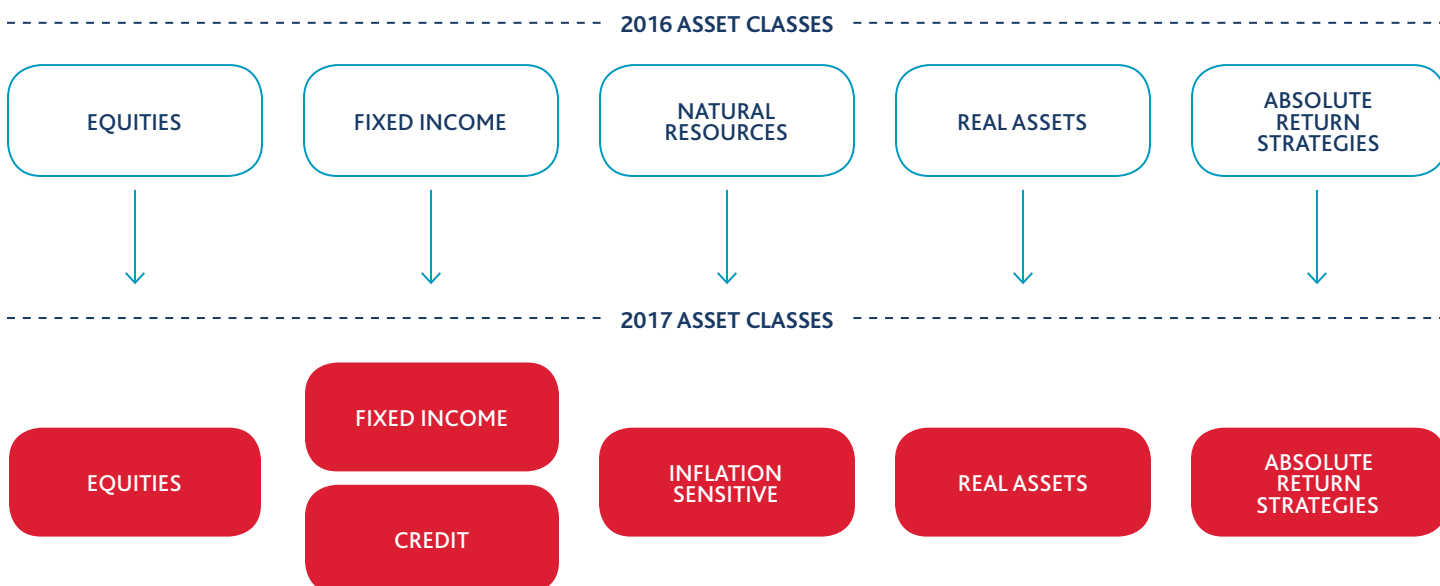 2016 ASSET CLASSES
EQUITIES
FIXED INCOME
NATURAL
RESOURCES
REAL ASSETS
ABSOLUTE
RETURN
STRATEGIES
2017 ASSET CLASSES
EQUITIES
FIXED INCOME
CREDIT
INFLATION
SENSITIVE
REAL ASSETS
ABSOLUTE
RETURN
STRATEGIES